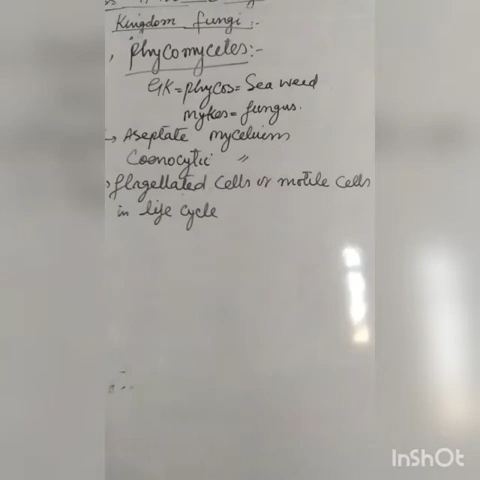 Kingdom fungi :-
Phycomycetes :-
GK = phycos = Sea weed
mykes = fungus.
→ Aseptate mycelium
Coenocytic "
flagellated cells or motile cells
in life cycle
InShOt